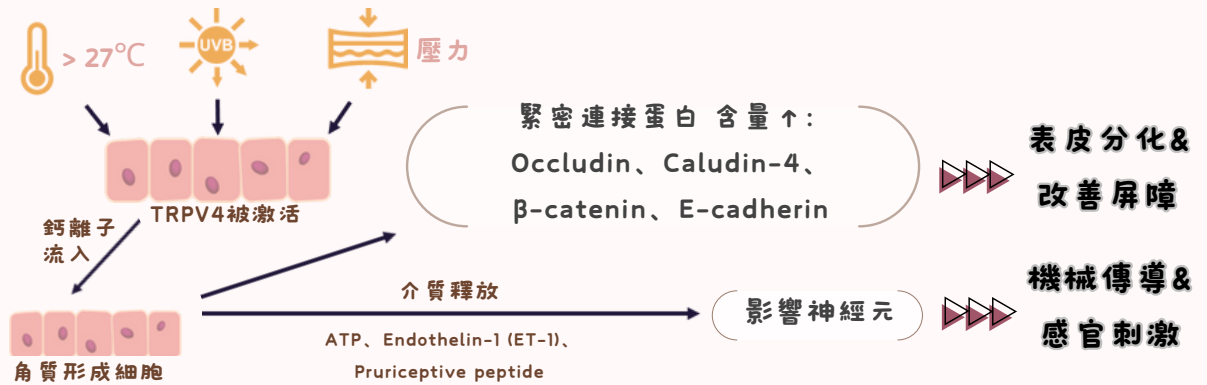 > 27℃
UVB
壓力
TRPV4被激活
鈣離子
流入
角質形成細胞
緊密連接蛋白 含量↑:
Occludin、Caludin-4、
β-catenin、E-cadherin
表皮分化&
改善屏障
介質釋放
ATP、Endothelin-1 (ET-1)、
Pruriceptive peptide
影響神經元
機械傳導&
感官刺激